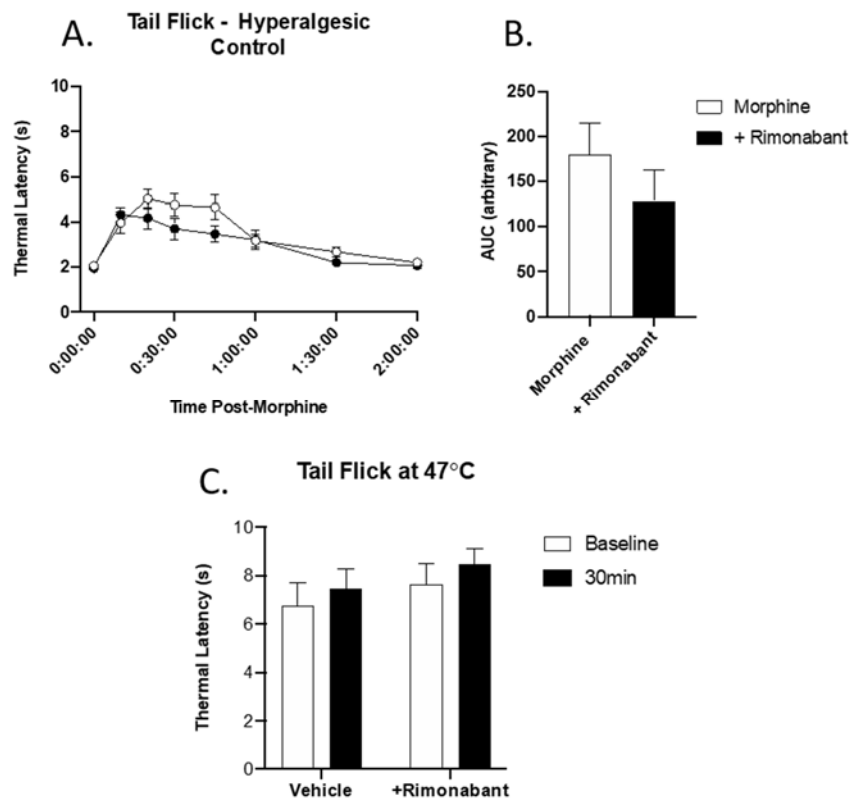 A.
Tail Flick - Hyperalgesic
Control
Thermal Latency (s)
10
8
6
4
2
0
0:00:00
0:30:00
1:00:00
1:30:00
2:00:00
Time Post-Morphine
B.
AUC (arbitrary)
250
200
150
100
50
0
Morphine
+ Rimonabant
Morphine
+ Rimonabant
C.
Tail Flick at 47°C
Thermal Latency (s)
10
8
6
4
2
0
Vehicle
+Rimonabant
Baseline
30min